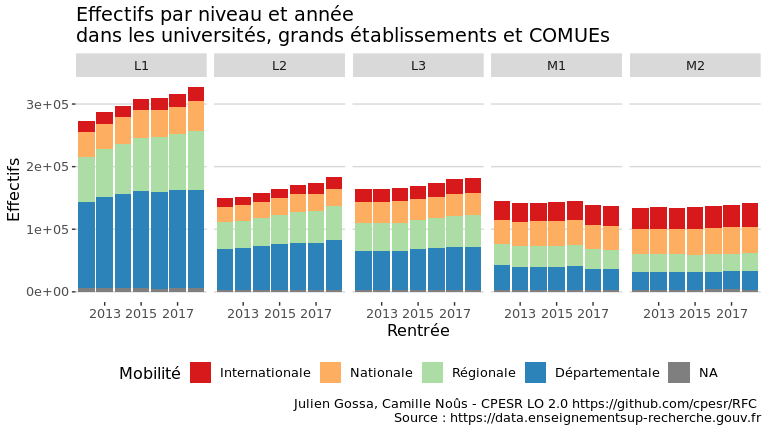 Effectifs par niveau et année
dans les universités, grands établissements et COMUEs
L1 L2 L3 M1 M2
Effectifs
3e+05
2e+05
1e+05
0e+00
2013 2015 2017 2013 2015 2017 2013 2015 2017 2013 2015 2017 2013 2015 2017
Rentrée
Mobilité Internationale Nationale Régionale Départementale NA
Julien Gossa, Camille Noûs - CPESR LO 2.0 https://github.com/cpesr/RFC
Source : https://data.enseignementsup-recherche.gouv.fr